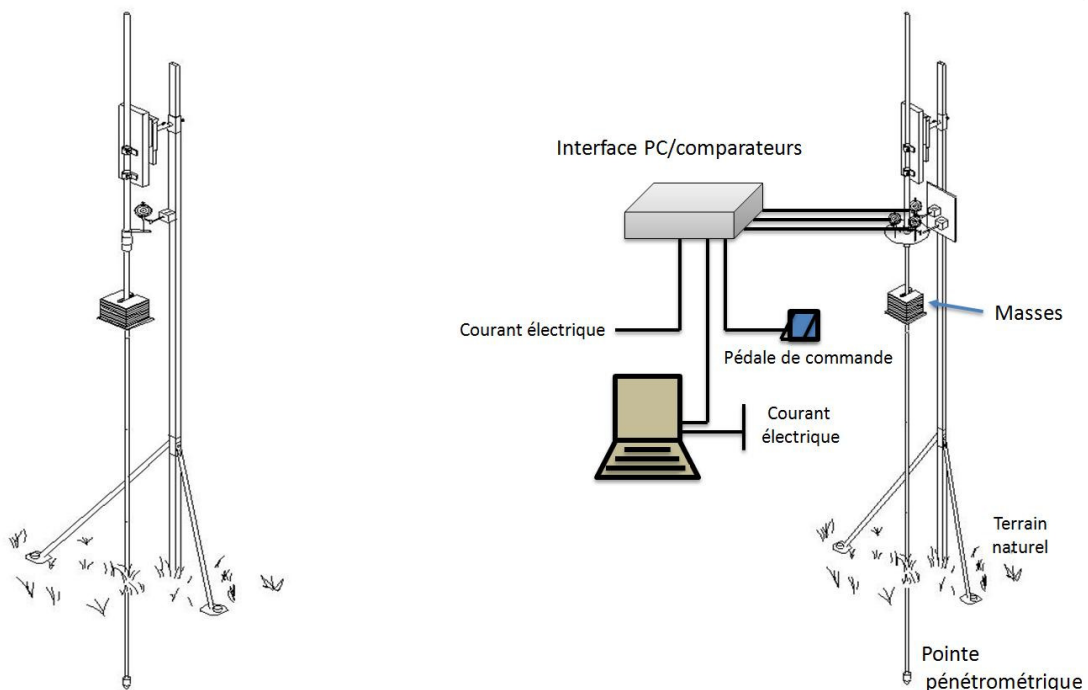 Interface PC/comparateurs
Masses
Courant électrique
Pédale de commande
Courant
électrique
Terrain
naturel
Pointe
pénétrométrique